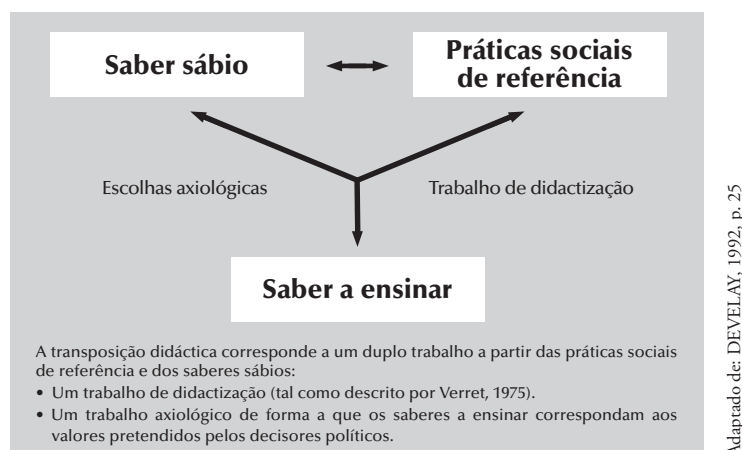 Saber sábio
Práticas sociais
de referência
Escolhas axiológicas
Trabalho de didactização
Saber a ensinar
A transposição didáctica corresponde a um duplo trabalho a partir das práticas sociais
de referência e dos saberes sábios:
• Um trabalho de didactização (tal como descrito por Verret, 1975).
• Um trabalho axiológico de forma a que os saberes a ensinar correspondam aos
valores pretendidos pelos decisores políticos.
Adaptado de: DEVELAY, 1992, p. 25